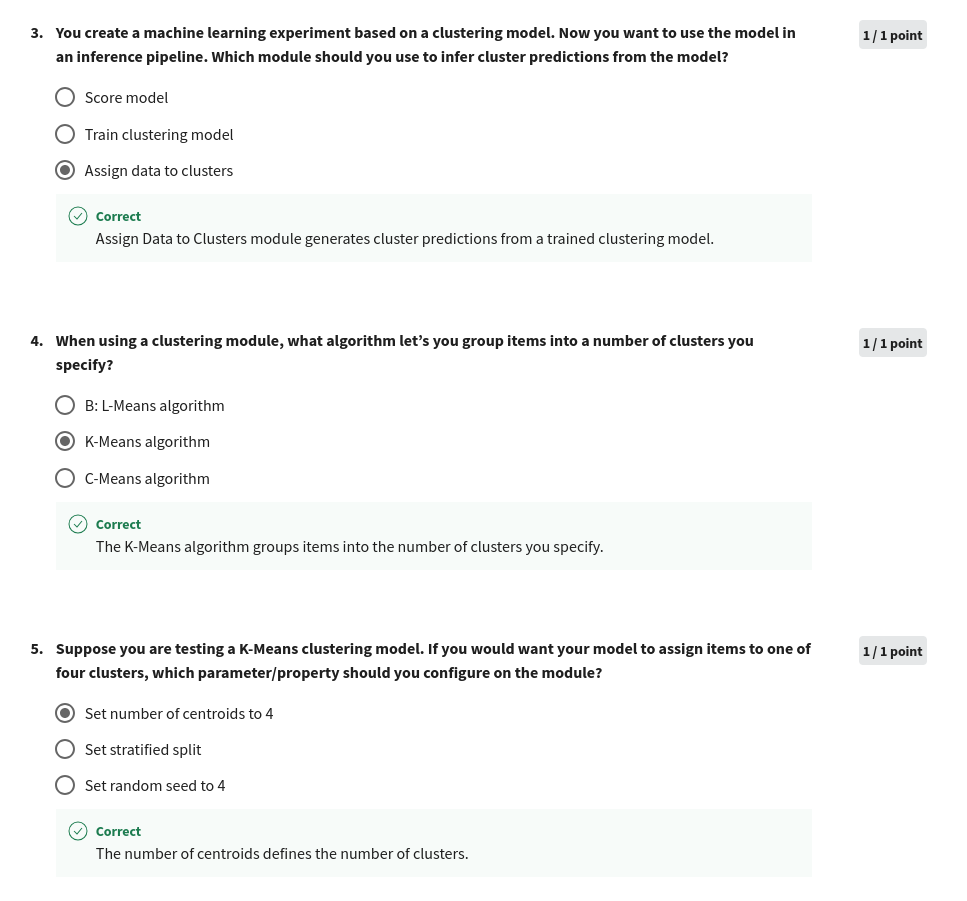 3. You create a machine learning experiment based on a clustering model. Now you want to use the model in
an inference pipeline. Which module should you use to infer cluster predictions from the model?
1 / 1 point
Score model
Train clustering model
Assign data to clusters
Correct
Assign Data to Clusters module generates cluster predictions from a trained clustering model.
4. When using a clustering module, what algorithm let’s you group items into a number of clusters you
specify?
1 / 1 point
B: L-Means algorithm
K-Means algorithm
C-Means algorithm
Correct
The K-Means algorithm groups items into the number of clusters you specify.
5. Suppose you are testing a K-Means clustering model. If you would want your model to assign items to one of
four clusters, which parameter/property should you configure on the module?
1 / 1 point
Set number of centroids to 4
Set stratified split
Set random seed to 4
Correct
The number of centroids defines the number of clusters.